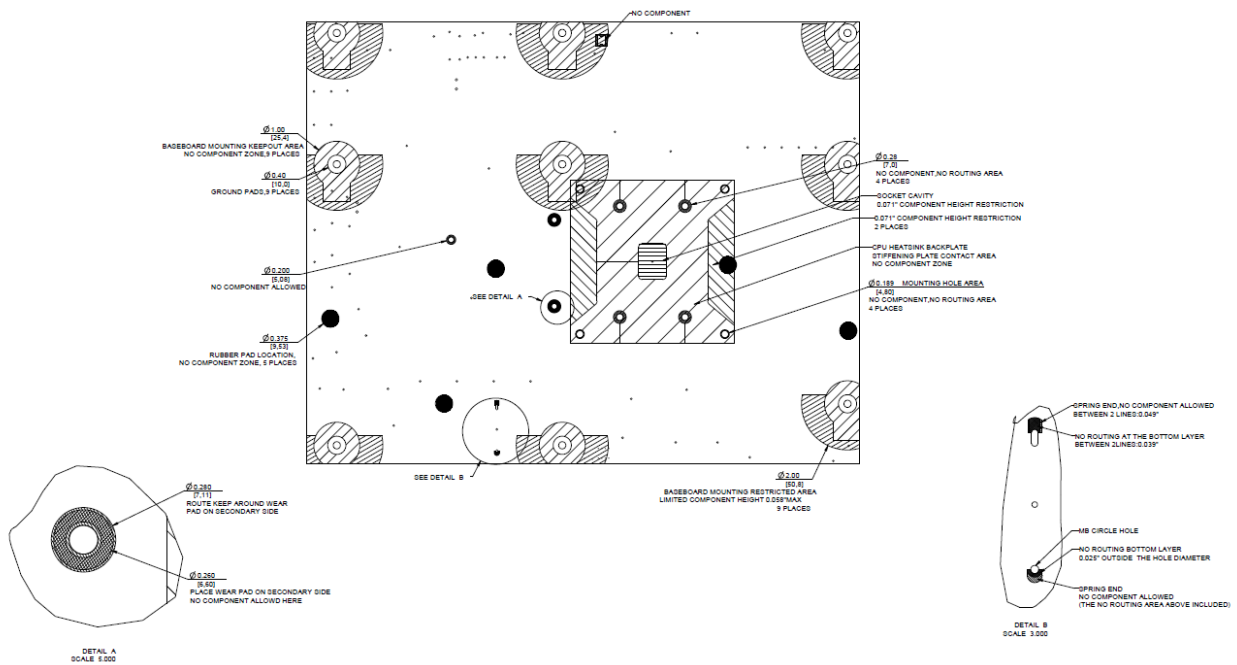 NO COMPONENT
Ø1.00
[25,4]
BASEBOARD MOUNTING KEEPOUT AREA
NO COMPONENT ZONE,9 PLACES
Ø0.40
[10,0]
GROUND PADS,9 PLACES
Ø0.28
[7,0]
NO COMPONENT,NO ROUTING AREA
4 PLACES
SOCKET CAVITY
0.071" COMPONENT HEIGHT RESTRICTION
0.071" COMPONENT HEIGHT RESTRICTION
2 PLACES
CPU HEATSINK BACKPLATE
STIFFENING PLATE CONTACT AREA
NO COMPONENT ZONE
Ø0.189 MOUNTING HOLE AREA
[4,80]
NO COMPONENT,NO ROUTING AREA
4 PLACES
Ø0.200
[5,08]
NO COMPONENT ALLOWED
SEE DETAIL A
Ø0.375
[9,53]
RUBBER PAD LOCATION,
NO COMPONENT ZONE, 5 PLACES
SEE DETAIL B
Ø2.00
[50,8]
BASEBOARD MOUNTING RESTRICTED AREA
LIMITED COMPONENT HEIGHT 0.058"MAX
9 PLACES
Ø0.280
[7,11]
ROUTE KEEP AROUND WEAR
PAD ON SECONDARY SIDE
Ø0.260
[6,60]
PLACE WEAR PAD ON SECONDARY SIDE
NO COMPONENT ALLOWD HERE
DETAIL A
SCALE 5.000
SPRING END,NO COMPONENT ALLOWED
BETWEEN 2 LINES:0.049"
NO ROUTING AT THE BOTTOM LAYER
BETWEEN 2LINES:0.039"
MB CIRCLE HOLE
NO ROUTING BOTTOM LAYER
0.025" OUTSIDE THE HOLE DIAMETER
SPRING END
NO COMPONENT ALLOWED
(THE NO ROUTING AREA ABOVE INCLUDED)
DETAIL B
SCALE 3.000